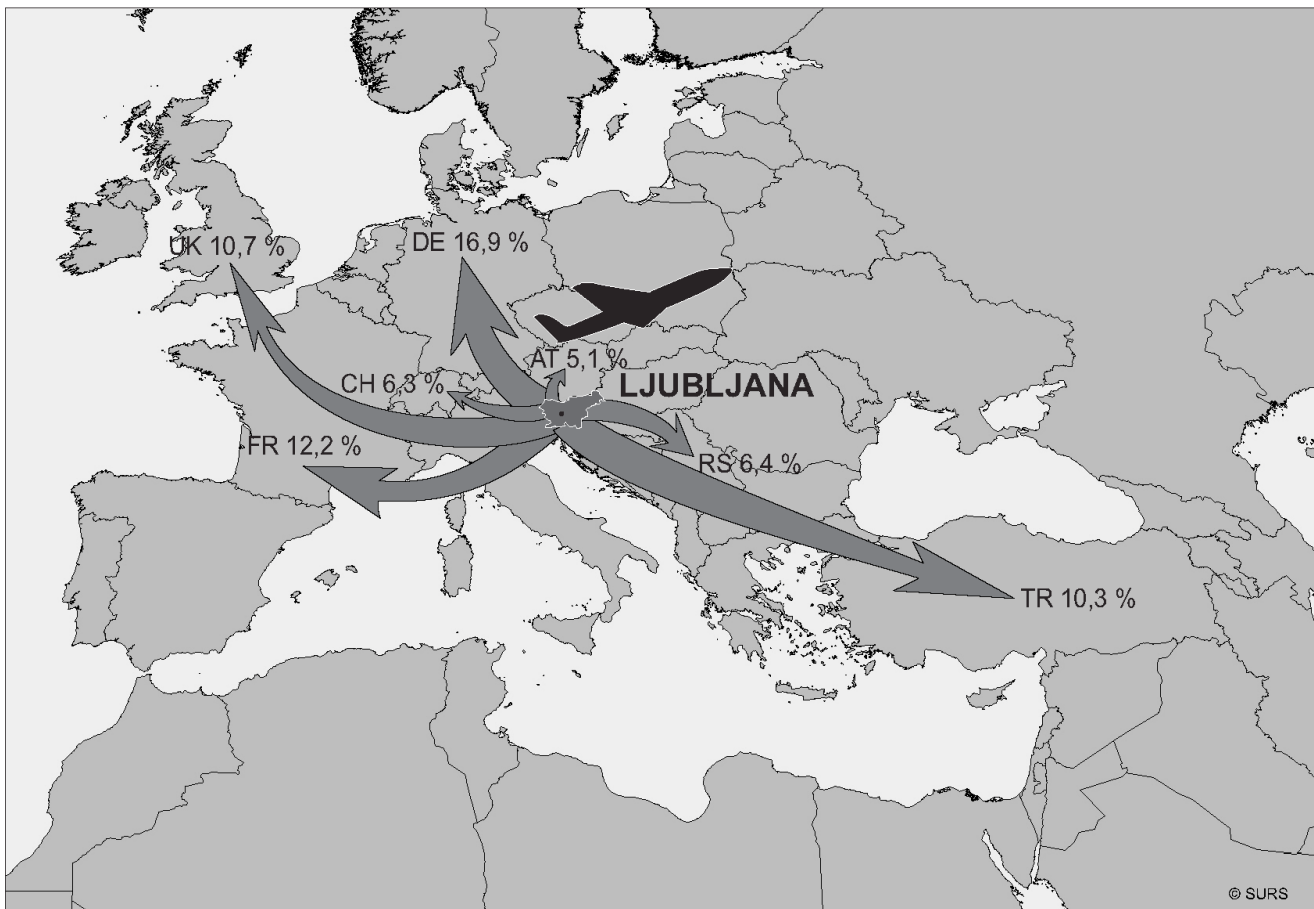 UK 10,7 %
DE 16,9 %
AT 5,1 %
CH 6,3 %
LJUBLJANA
FR 12,2 %
RS 6,4 %
TR 10,3 %
© SURS